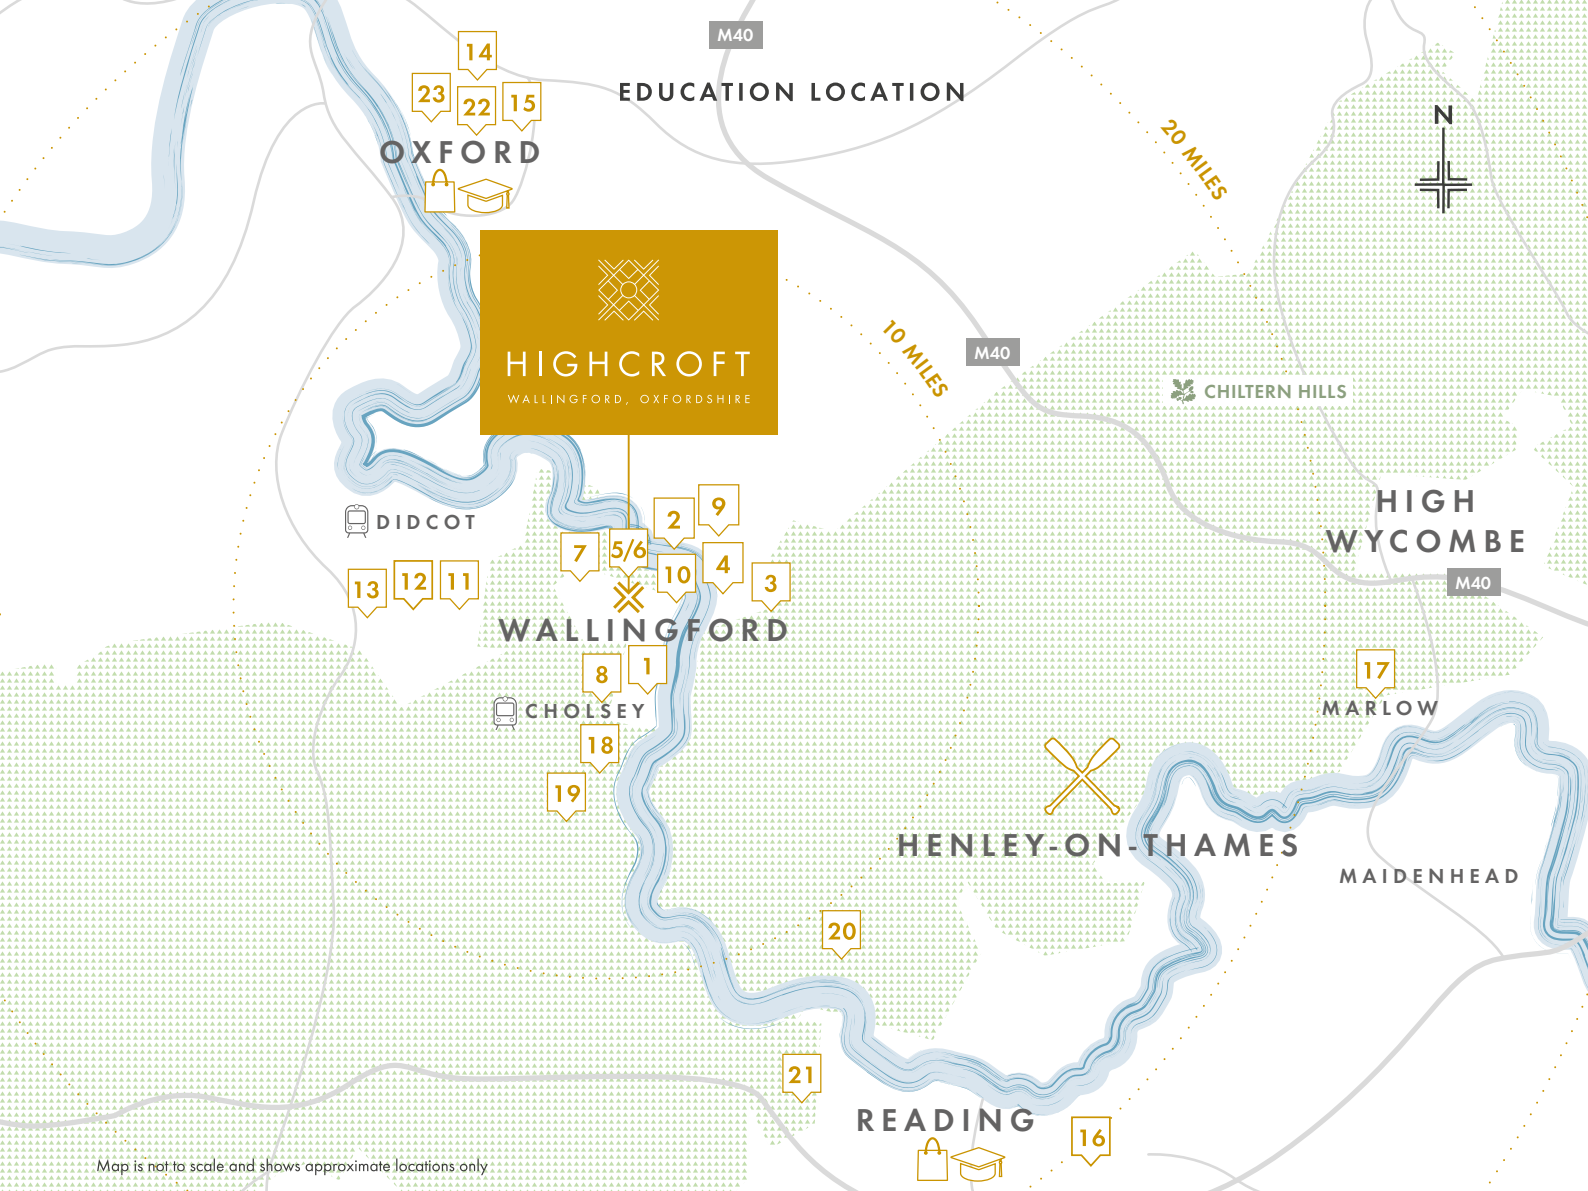 M40
EDUCATION LOCATION
14
23
22
15
OXFORD
N
20 MILES
HIGHCROFT
WALLINGFORD, OXFORDSHIRE
10 MILES
M40
CHILTERN HILLS
HIGH
WYCOMBE
M40
DIDCOT
2
9
7
5/6
10
4
3
13
12
11
WALLINGFORD
8
1
CHOLSEY
18
19
17
MARLOW
HENLEY-ON-THAMES
MAIDENHEAD
20
21
READING
16
Map is not to scale and shows approximate locations only